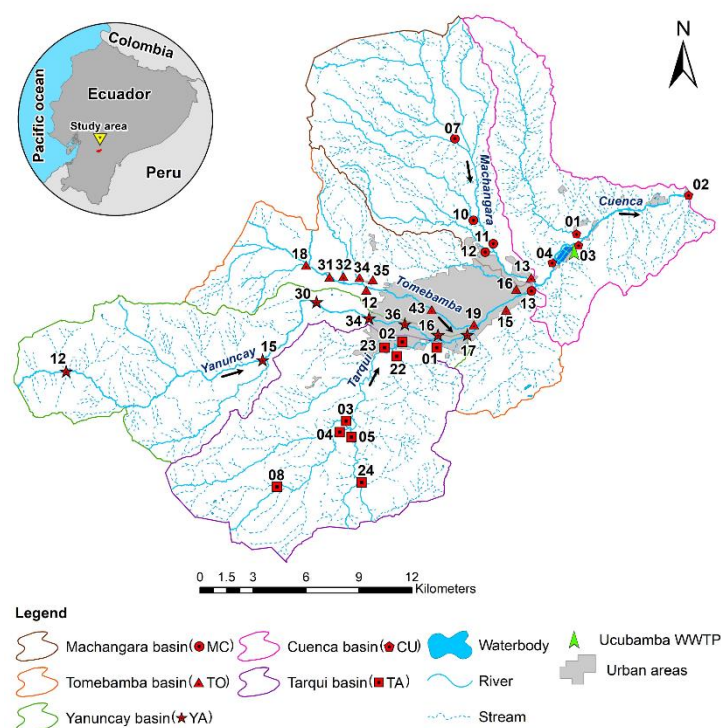 Colombia
Ecuador
Study area
Peru
Pacific ocean
N
07
Machangara
10
11
12
02
Cuenca
01
03
04
13
16
13
18
31
32
34
35
12
Tomebamba
43
19
15
30
34
36
16
17
02
23
22
01
Tarqui
12
Yanuncay
15
03
04
05
08
24
0 1.5 3 6 9 12
Kilometers
Legend
Machangara basin ( MC)
Cuenca basin ( CU)
Waterbody
Ucubamba WWTP
Tomebamba basin ( TO)
Tarqui basin ( TA)
River
Urban areas
Yanuncay basin ( YA)
Stream